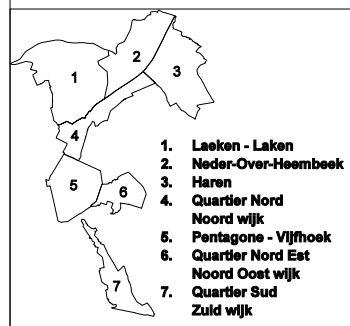 2
1
3
4
5
6
7
1. Laeken - Laken
2. Neder-Over-Heembeek
3. Haren
4. Quartier Nord
Noord wijk
5. Pentagone - Vijfhoek
6. Quartier Nord Est
Noord Oost wijk
7. Quartier Sud
Zuid wijk